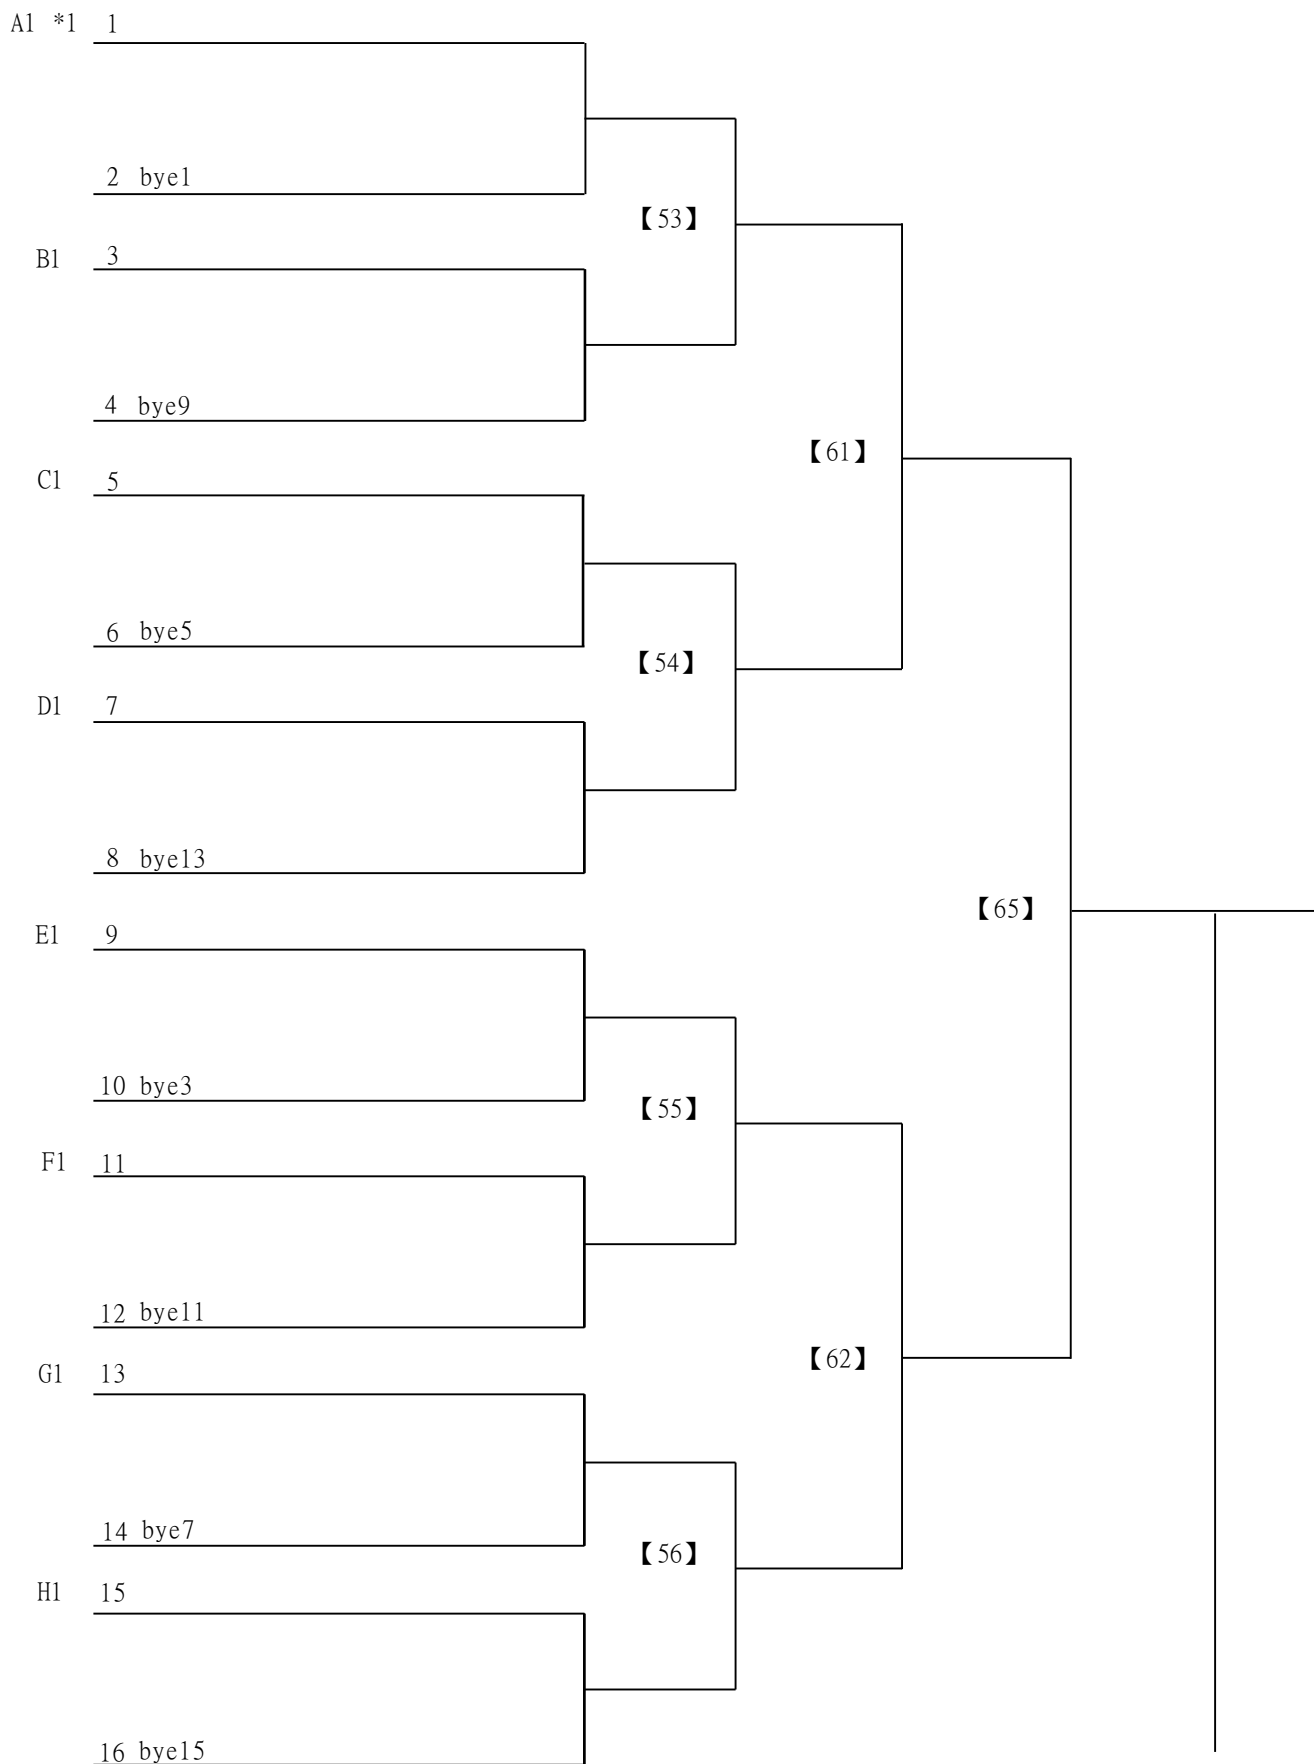 A1 *1 1
2 bye1
【53】
B1 3
4 bye9
【61】
C1 5
6 bye5
【54】
D1 7
8 bye13
【65】
E1 9
10 bye3
【55】
F1 11
12 bye11
【62】
G1 13
14 bye7
【56】
H1 15
16 bye15